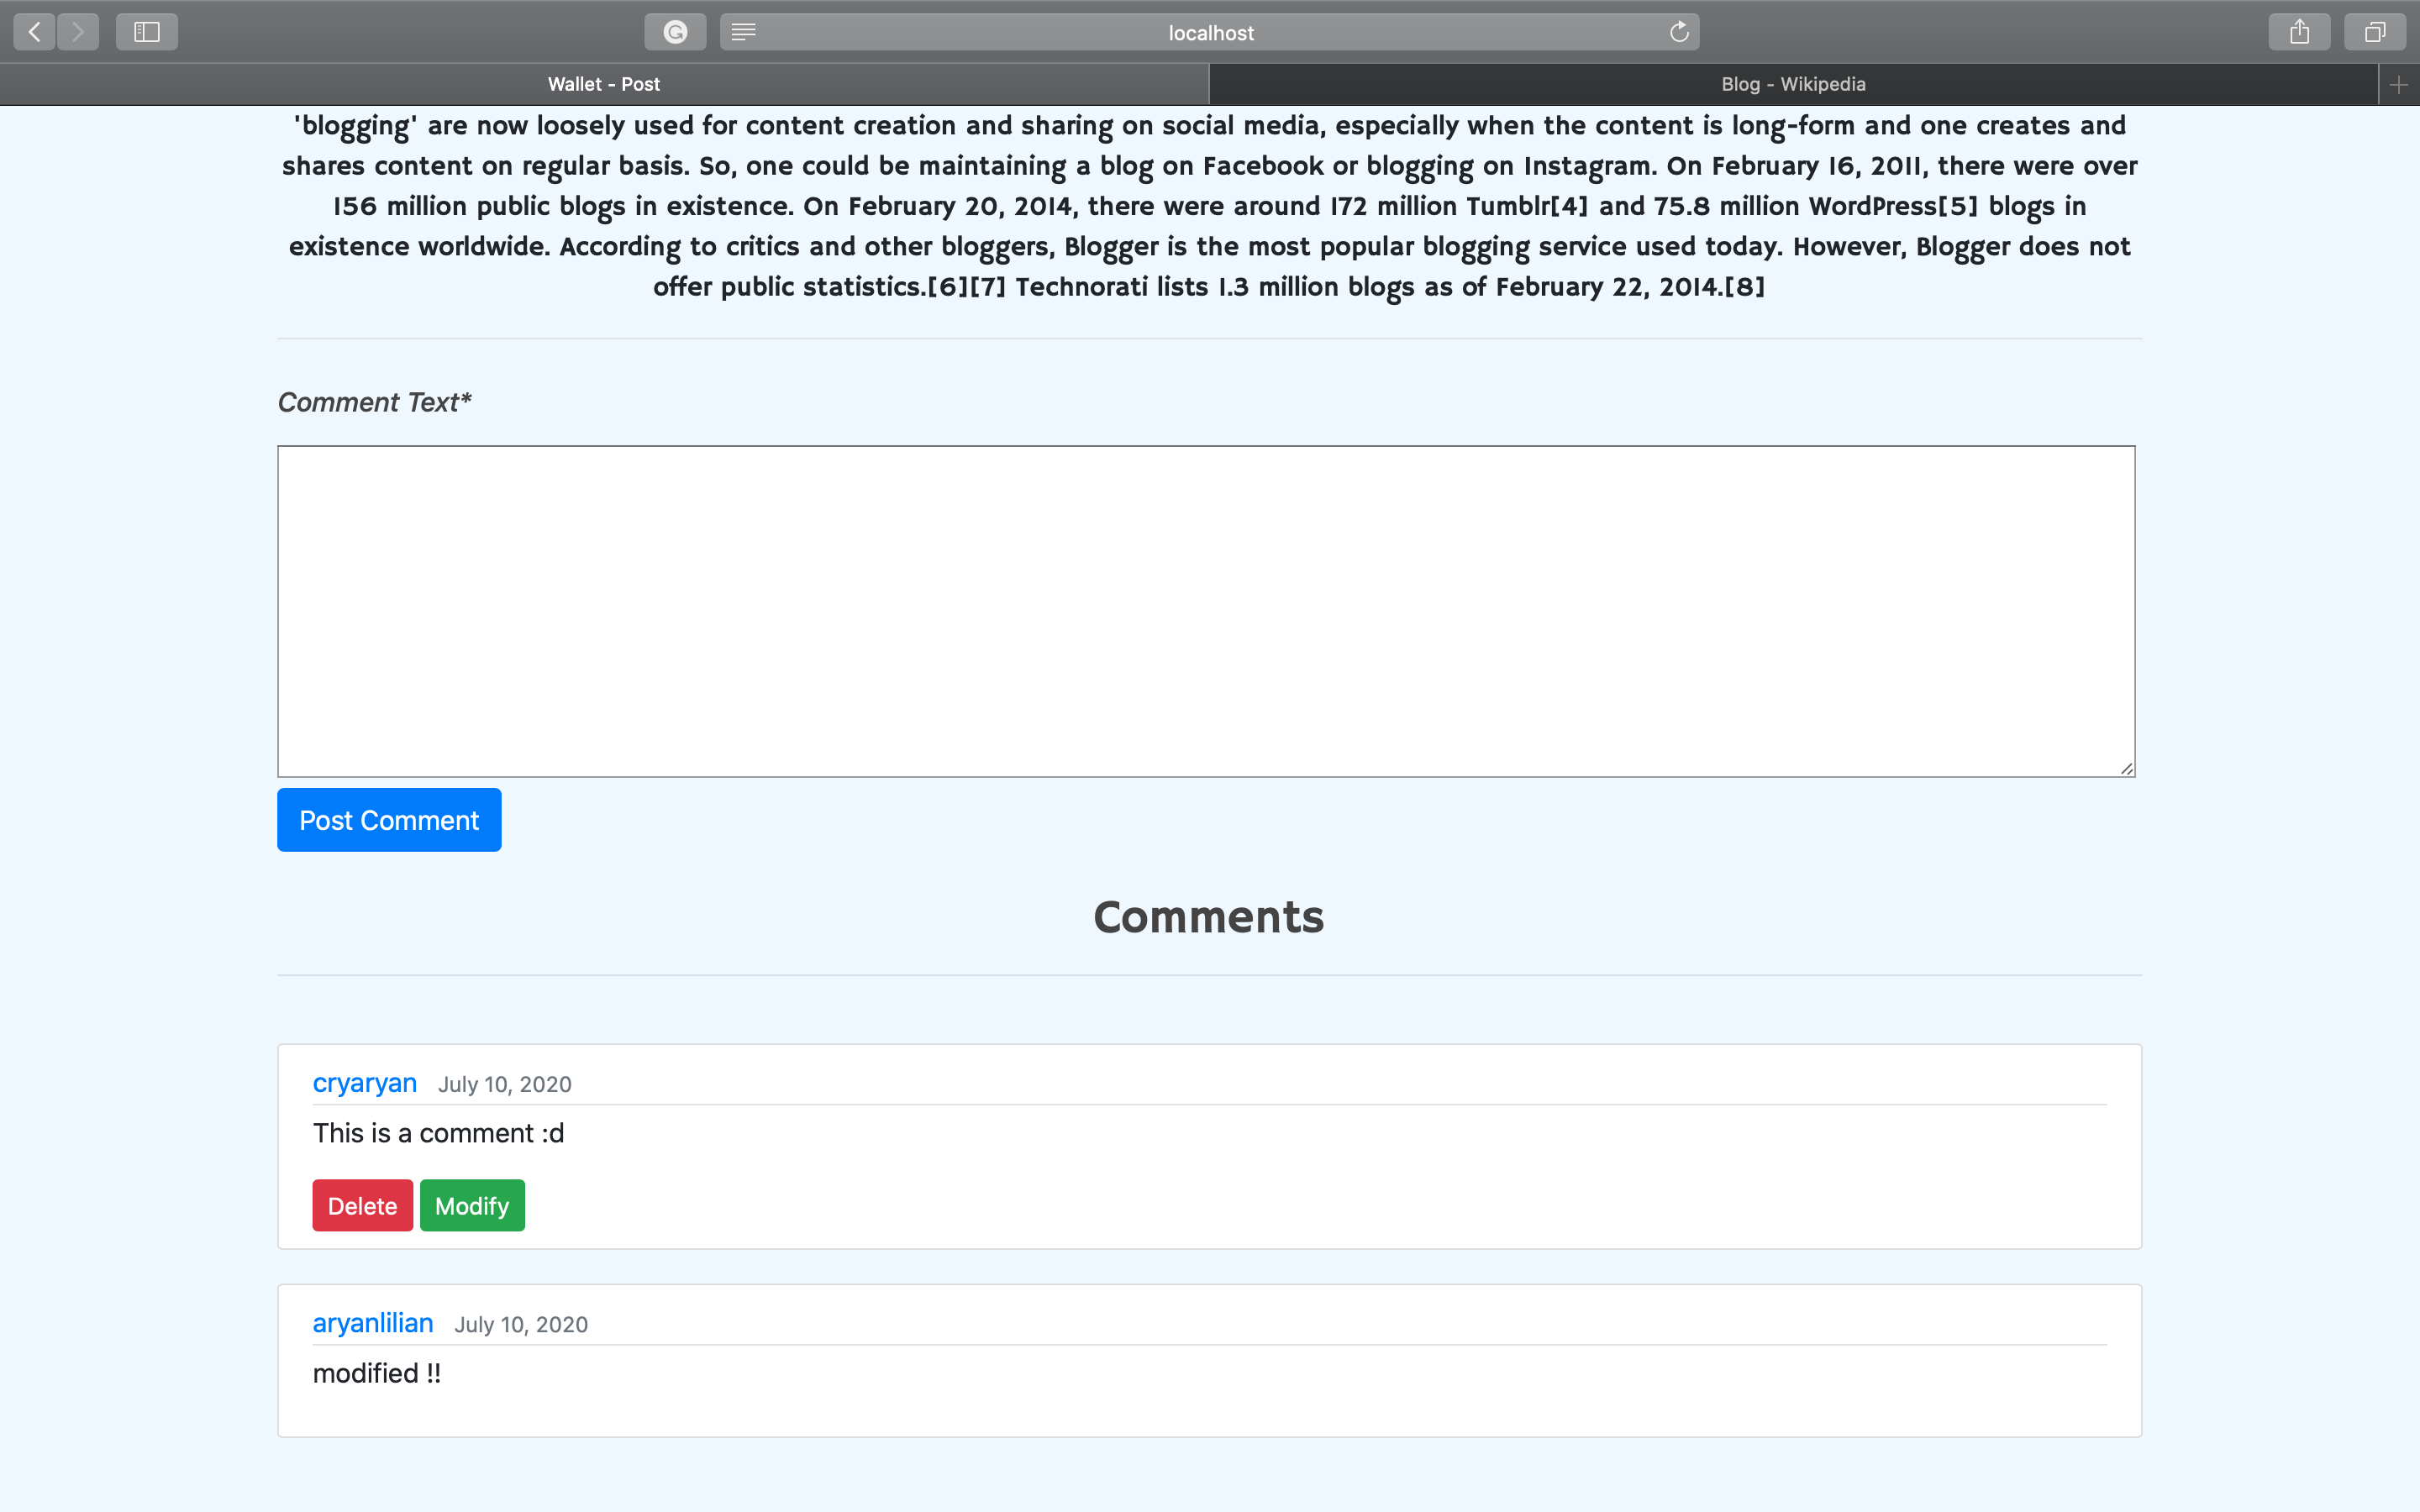 localhost
Wallet - Post
Blog - Wikipedia
'blogging' are now loosely used for content creation and sharing on social media, especially when the content is long-form and one creates and
shares content on regular basis. So, one could be maintaining a blog on Facebook or blogging on Instagram. On February 16, 2011, there were over
156 million public blogs in existence. On February 20, 2014, there were around 172 million Tumblr[4] and 75.8 million WordPress[5] blogs in
existence worldwide. According to critics and other bloggers, Blogger is the most popular blogging service used today. However, Blogger does not
offer public statistics.[6][7] Technorati lists 1.3 million blogs as of February 22, 2014.[8]
Comment Text*
Post Comment
Comments
cryaryan July 10, 2020
This is a comment :d
Delete Modify
aryanlilian July 10, 2020
modified !!